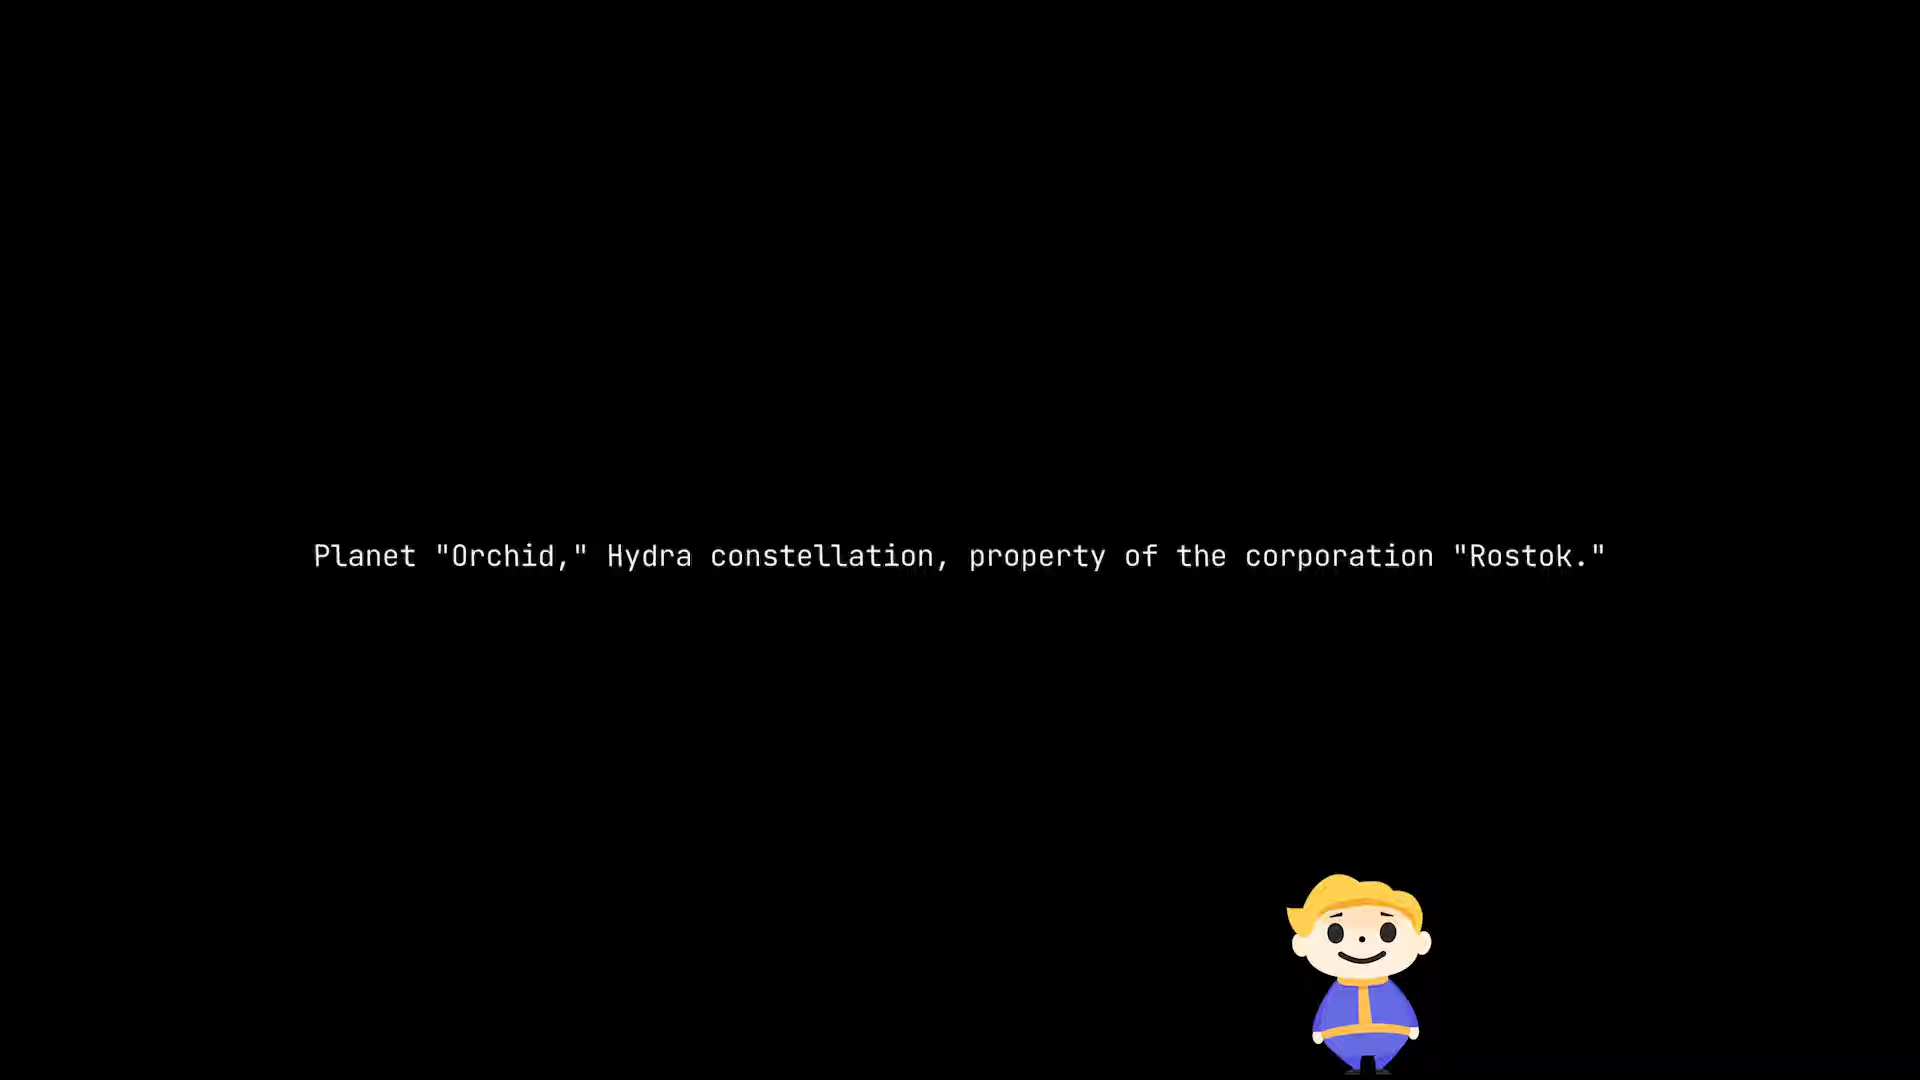 Planet "Orchid," Hydra constellation, property of the corporation "Rostok."